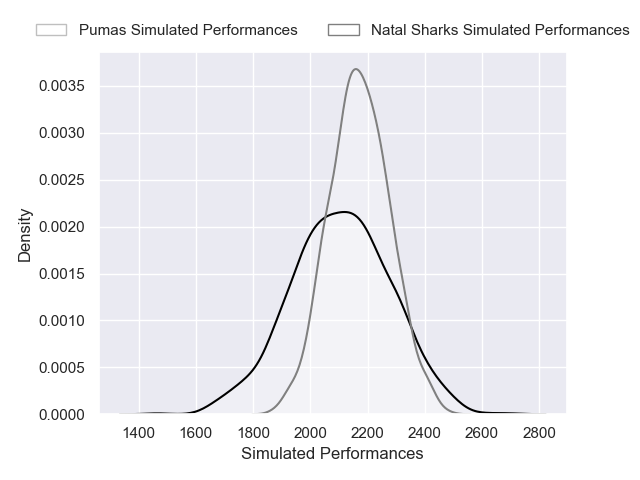 Pumas Simulated Performances Natal Sharks Simulated Performances
0.0035
0.0030
0.0025
0.0020
0.0015
0.0010
0.0005
0.0000
Density
1400 1600 1800 2000 2200 2400 2600 2800
Simulated Performances